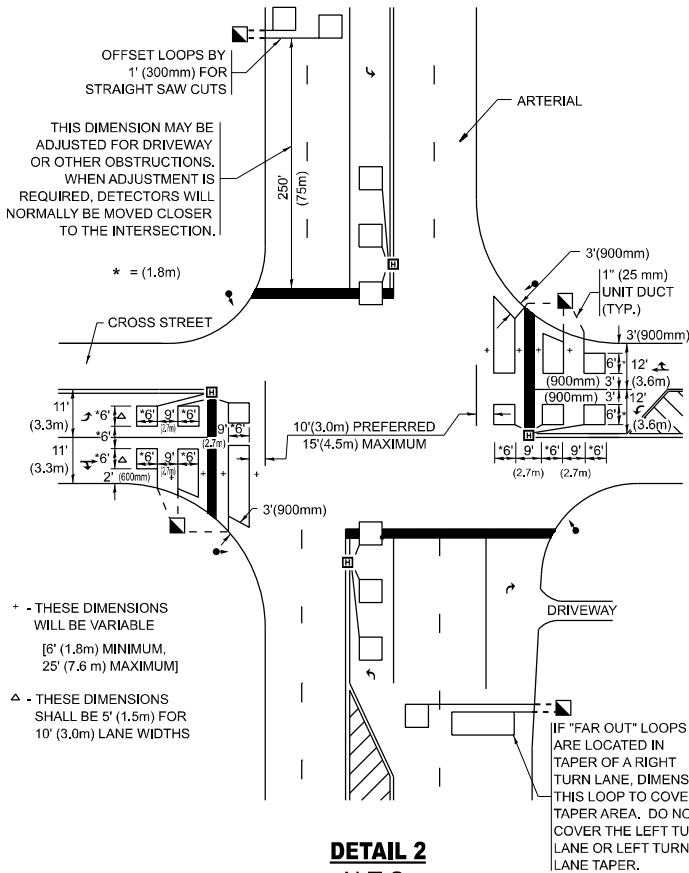 OFFSET LOOPS BY
1' (300mm) FOR
STRAIGHT SAW CUTS
ARTERIAL
THIS DIMENSION MAY BE
ADJUSTED FOR DRIVEWAY
OR OTHER OBSTRUCTIONS.
WHEN ADJUSTMENT IS
REQUIRED, DETECTORS WILL
NORMALLY BE MOVED CLOSER
TO THE INTERSECTION.
250'
(75m)
* = (1.8m)
H
3'(900mm)
1" (25 mm)
UNIT DUCT
(TYP.)
CROSS STREET
3'(900mm)
+ + + +
6'* 12'
(3.6m)
(900mm) 3'
(900mm) 3'
6'* 12'
(3.6m)
H
*6' 9' *6' 9' *6'
(2.7m) (2.7m)
H
11'
(3.3m)
*6' △ *6' 9' *6'
(2.7m)
9' *6'
(2.7m)
*6'
11'
(3.3m)
*6' △ *6' 9' *6'
(2.7m)
2' (600mm)
+ + +
10'(3.0m) PREFERRED
15'(4.5m) MAXIMUM
3'(900mm)
H
+ - THESE DIMENSIONS
WILL BE VARIABLE
[6' (1.8m) MINIMUM,
25' (7.6 m) MAXIMUM]
△ - THESE DIMENSIONS
SHALL BE 5' (1.5m) FOR
10' (3.0m) LANE WIDTHS
DRIVEWAY
IF "FAR OUT" LOOPS
ARE LOCATED IN
TAPER OF A RIGHT
TURN LANE, DIMENS
THIS LOOP TO COVE
TAPER AREA. DO NO
COVER THE LEFT TU
LANE OR LEFT TURN
LANE TAPER.
DETAIL 2